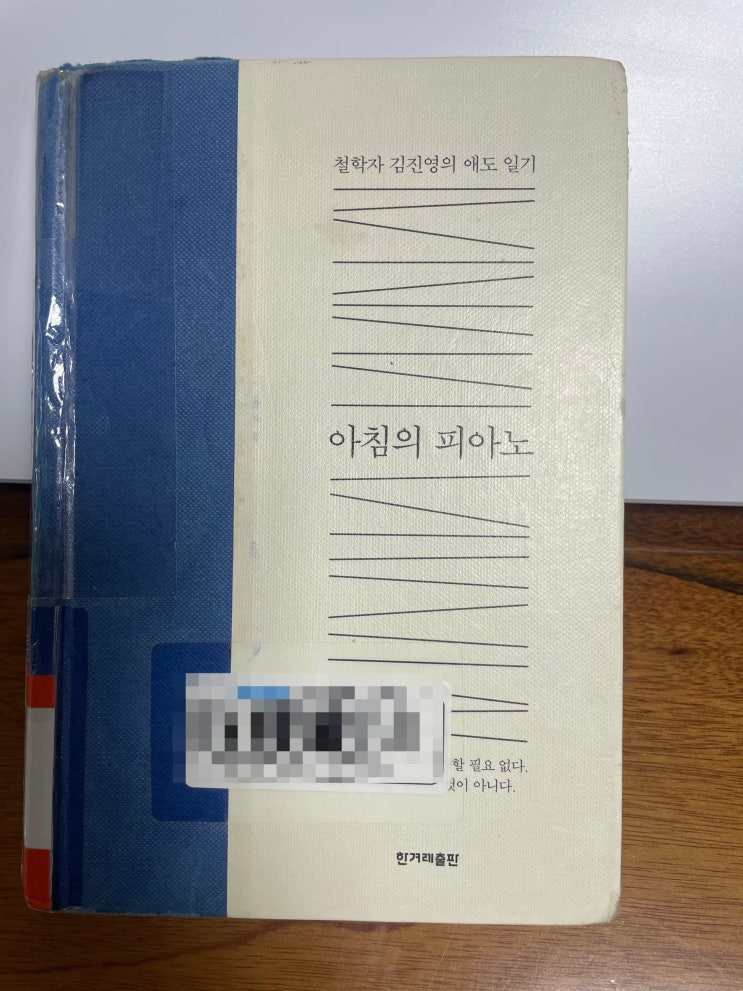 철학자 김진영의 애도 일기
아침의 피아노
할 필요 없다.
것이 아니다.
한겨레출판